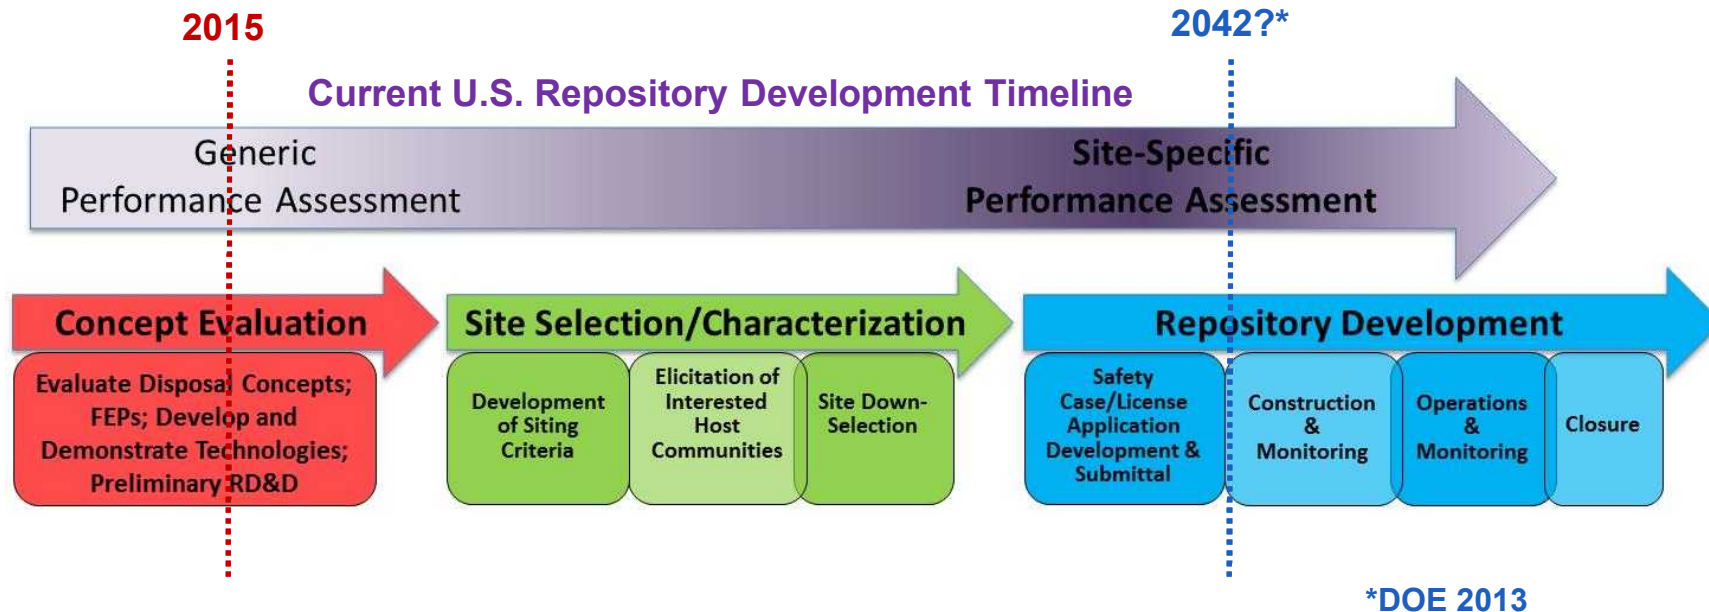 2015
2042?*
Current U.S. Repository Development Timeline
Generic
Performance Assessment
Site-Specific
Performance Assessment
Concept Evaluation
Site Selection/Characterization
Repository Development
Evaluate Disposal Concepts;
FEPs; Develop and
Demonstrate Technologies;
Preliminary RD&D
Development
of Siting
Criteria
Elicitation of
Interested
Host
Communities
Site Down-
Selection
Safety
Case/License
Application
Development &
Submittal
Construction
&
Monitoring
Operations
&
Monitoring
Closure
*DOE 2013